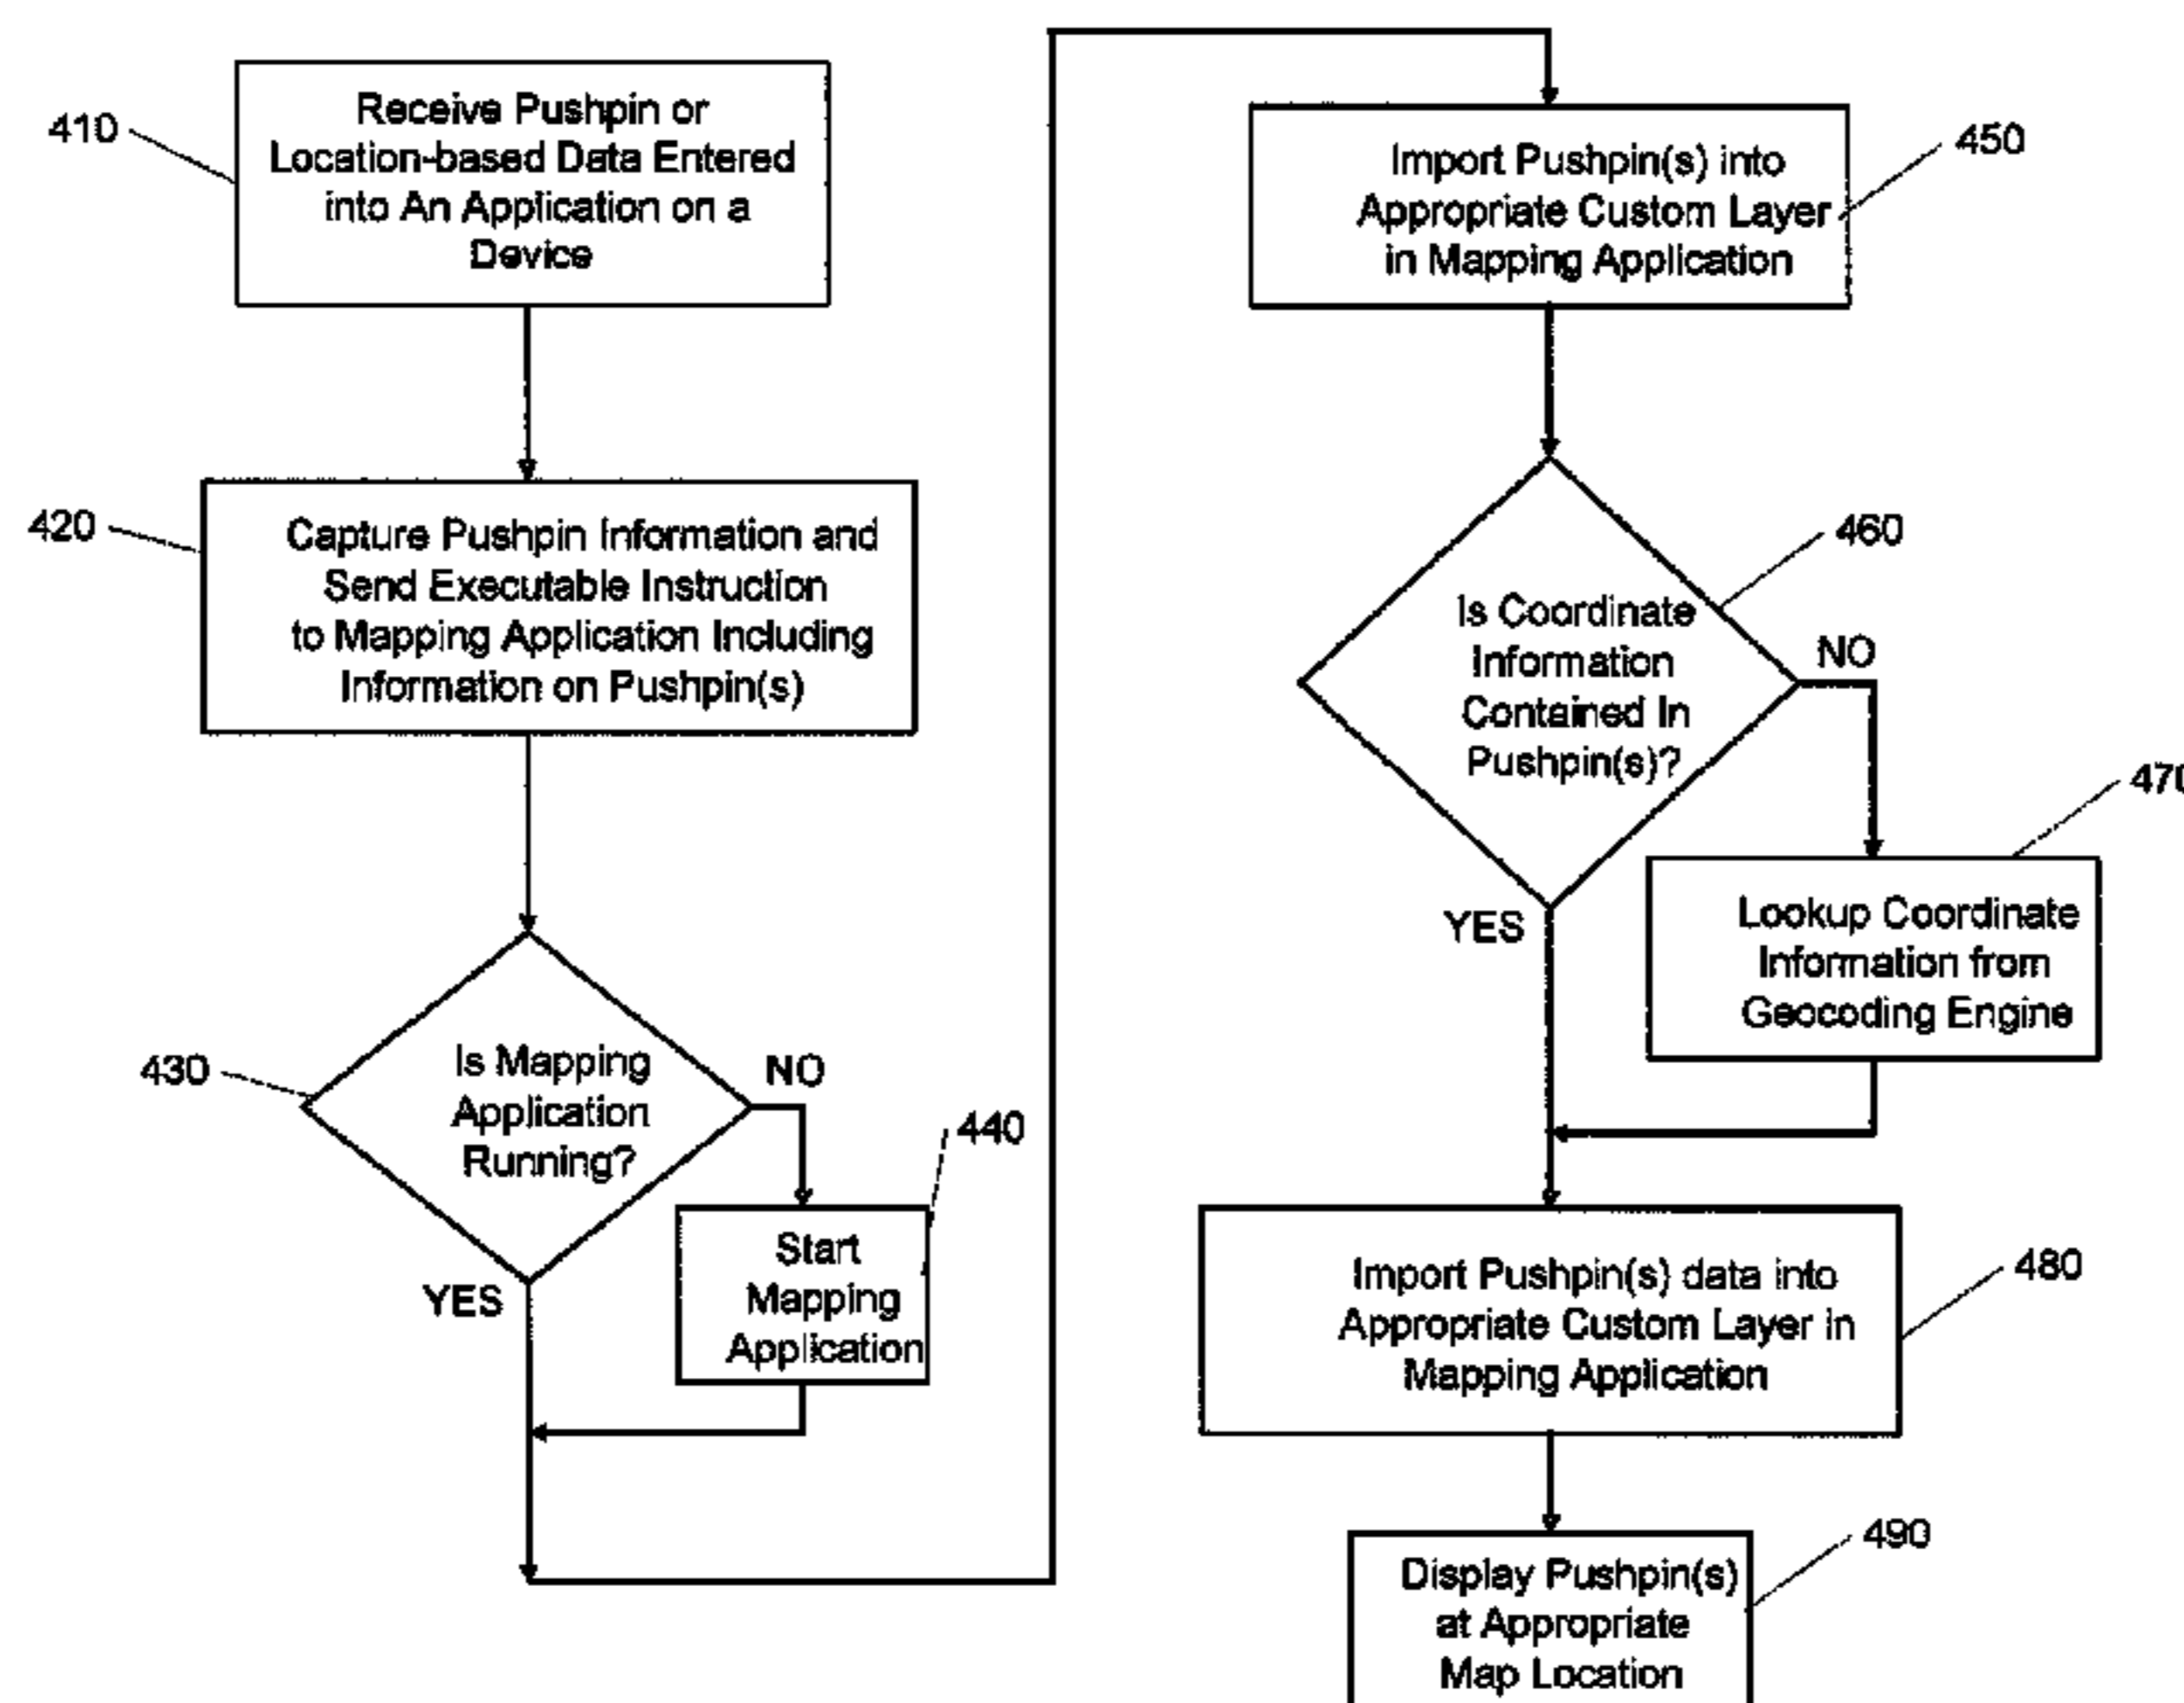 410
Receive Pushpin or
Location-based Data Entered
into An Application on a
Device
420
Capture Pushpin Information and
Send Executable Instruction
to Mapping Application Including
Information on Pushpin(s)
430
Is Mapping
Application
Running?
NO
YES
440
Start
Mapping
Application
450
Import Pushpin(s) into
Appropriate Custom Layer
in Mapping Application
460
Is Coordinate
Information
Contained In
Pushpin(s)?
NO
YES
470
Lookup Coordinate
Information from
Geocoding Engine
480
Import Pushpin(s) data into
Appropriate Custom Layer in
Mapping Application
490
Display Pushpin(s)
at Appropriate
Map Location